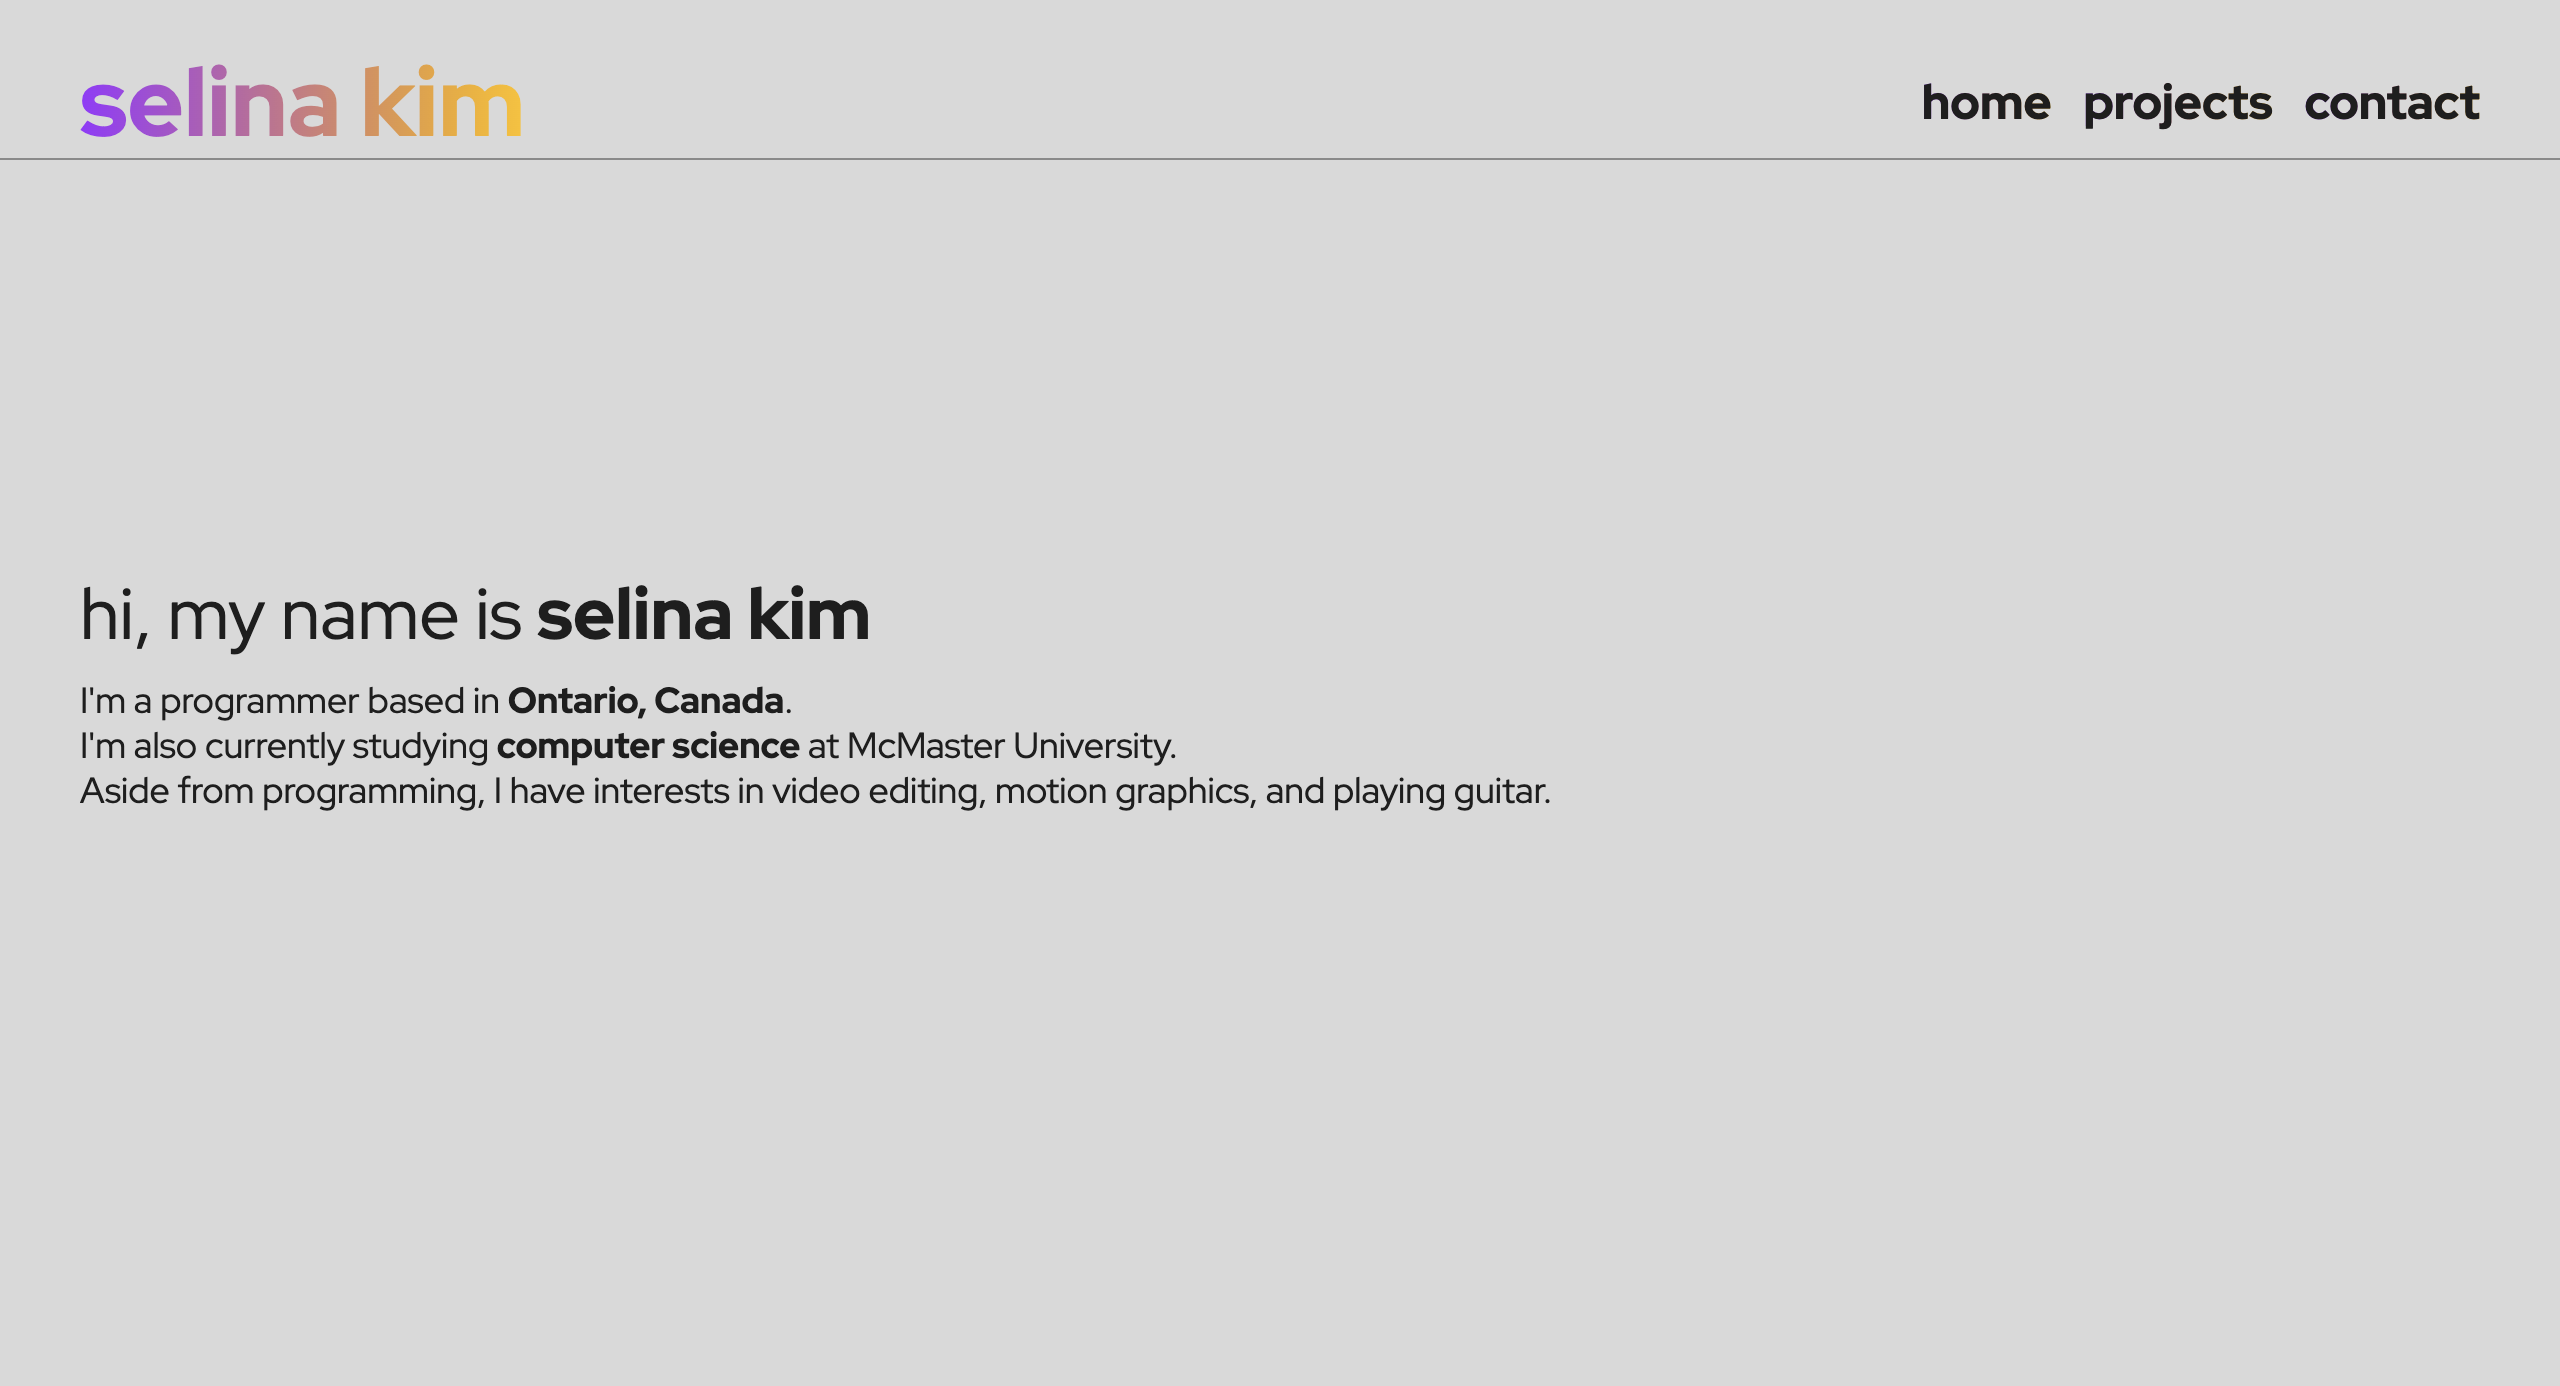 selina kim
home projects contact
hi, my name is selina kim
I'm a programmer based in Ontario, Canada.
I'm also currently studying computer science at McMaster University.
Aside from programming, I have interests in video editing, motion graphics, and playing guitar.